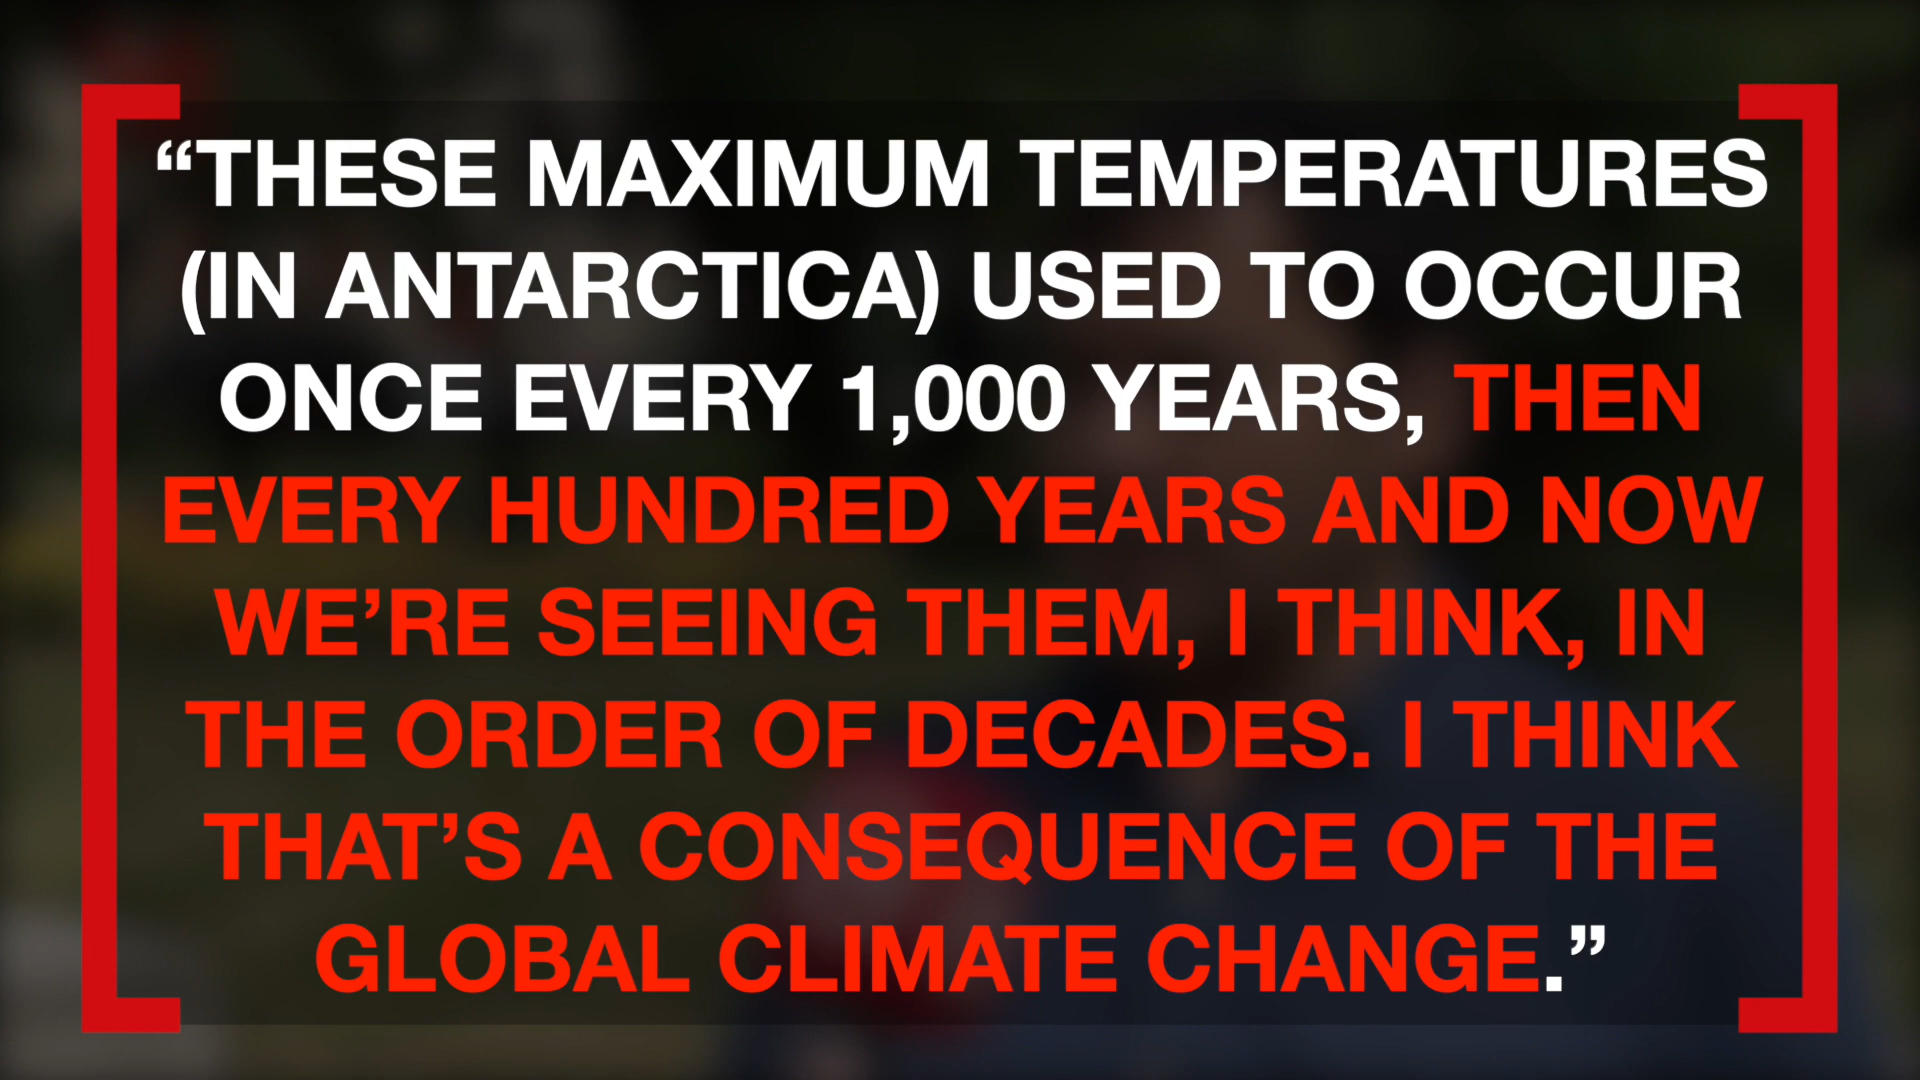 “THESE MAXIMUM TEMPERATURES
(IN ANTARCTICA) USED TO OCCUR
ONCE EVERY 1,000 YEARS, THEN
EVERY HUNDRED YEARS AND NOW
WE’RE SEEING THEM, I THINK, IN
THE ORDER OF DECADES. I THINK
THAT’S A CONSEQUENCE OF THE
GLOBAL CLIMATE CHANGE.”